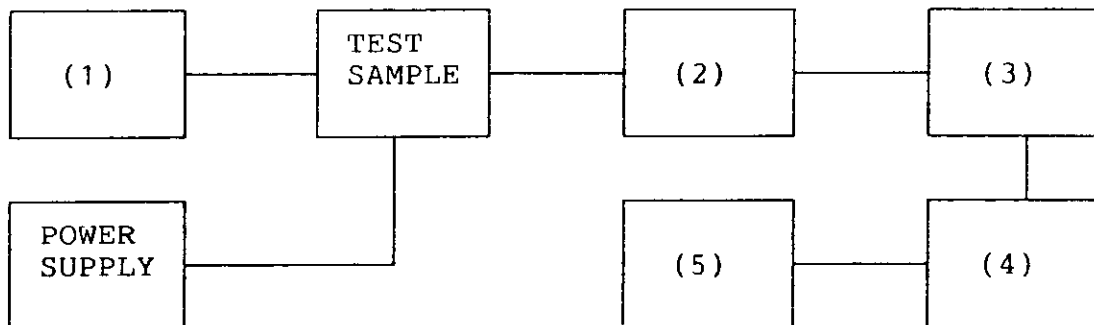 (1)
TEST
SAMPLE
(2)
(3)
POWER
SUPPLY
(5)
(4)